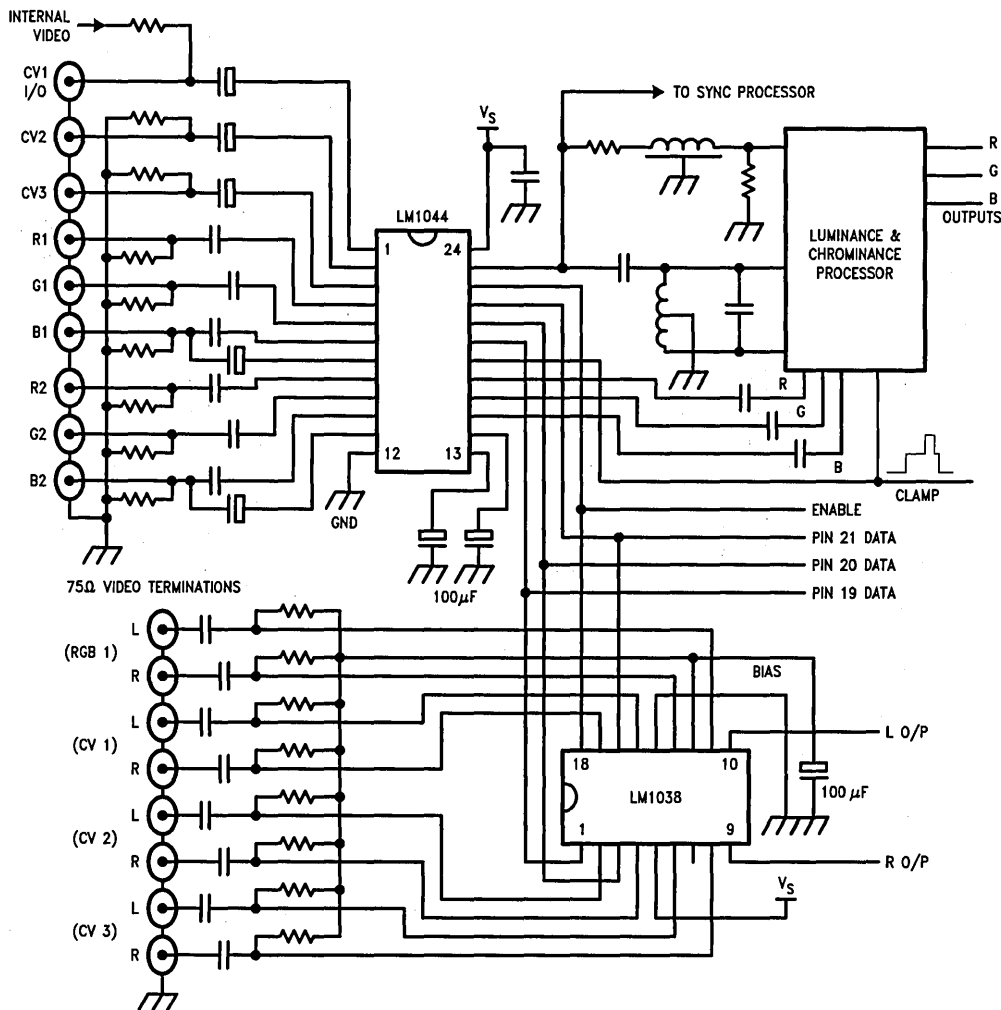 INTERNAL
VIDEO
CV1
I/O
CV2
CV3
R1
G1
B1
R2
G2
B2
LM1044
1
24
12
13
GND
VS
TO SYNC PROCESSOR
LUMINANCE &
CHROMINANCE
PROCESSOR
R
G
B
OUTPUTS
R
G
B
CLAMP
100μF
ENABLE
PIN 21 DATA
PIN 20 DATA
PIN 19 DATA
75Ω VIDEO TERMINATIONS
L
(RGB 1)
R
L
(CV 1)
R
L
(CV 2)
R
L
(CV 3)
R
BIAS
18
10
LM1038
1
9
L O/P
100 μF
R O/P
VS